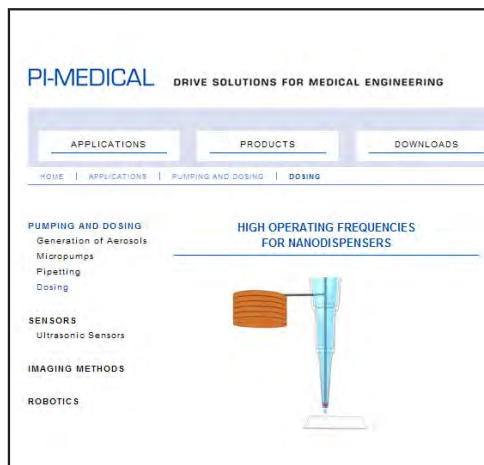 PI-MEDICAL DRIVE SOLUTIONS FOR MEDICAL ENGINEERING
APPLICATIONS PRODUCTS DOWNLOADS
HOME | APPLICATIONS | PUMPING AND DOSING | DOSING
PUMPING AND DOSING
Generation of Aerosols
Micropumps
Pipetting
Dosing
SENSORS
Ultrasonic Sensors
IMAGING METHODS
ROBOTICS
HIGH OPERATING FREQUENCIES
FOR NANODISPENSERS